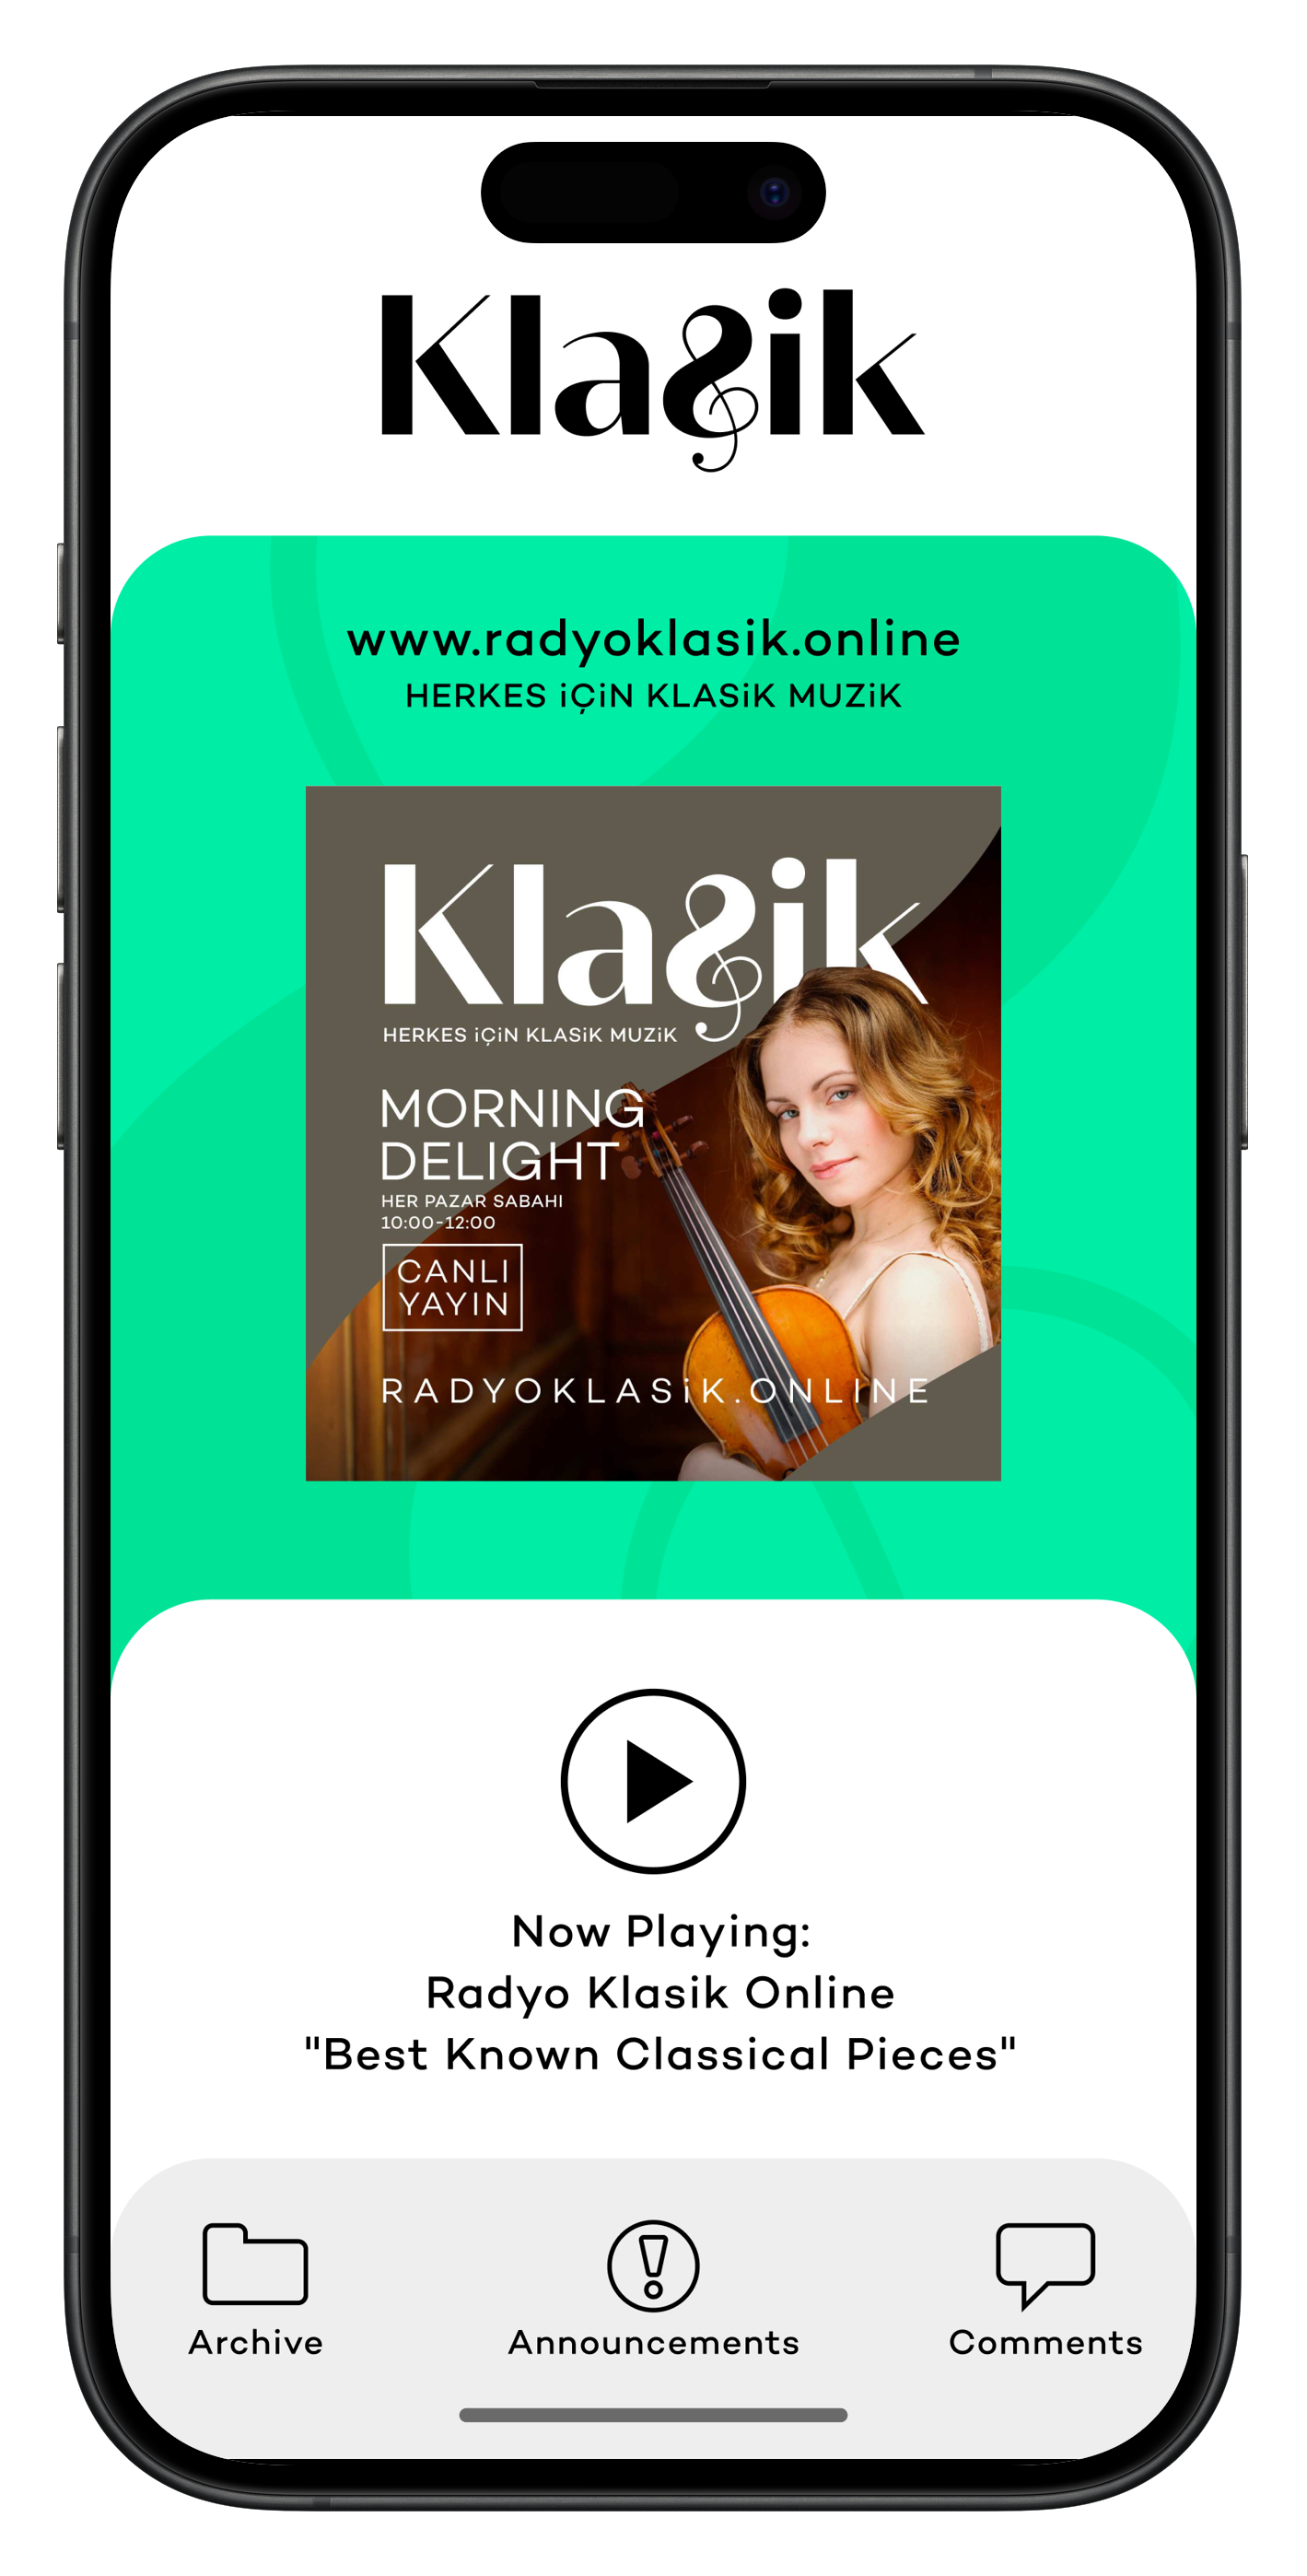 Klasik
www.radyoklasik.online
HERKES iÇiN KLASiK MUZiK
Klasik
HERKES iÇiN KLASiK MUZiK
MORNING
DELIGHT
HER PAZAR SABAHI
10:00-12:00
CANLI
YAYIN
RADYOKLASiK.ONLINE
Now Playing:
Radyo Klasik Online
"Best Known Classical Pieces"
Archive
Announcements
Comments